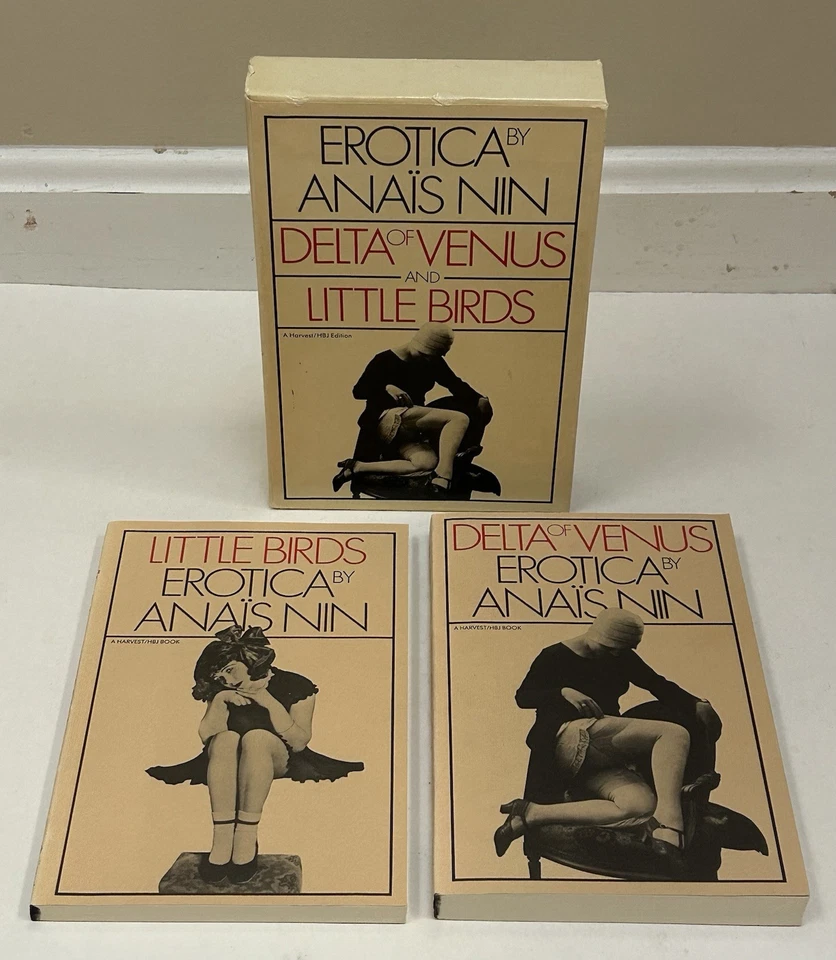 EROTICA BY
ANAÏS NIN
DELTA OF VENUS
AND
LITTLE BIRDS
A Harvest/HBJ Edition
LITTLE BIRDS
EROTICA BY
ANAÏS NIN
A HARVEST/HBJ BOOK
DELTA OF VENUS
EROTICA BY
ANAÏS NIN
A HARVEST/HBJ BOOK